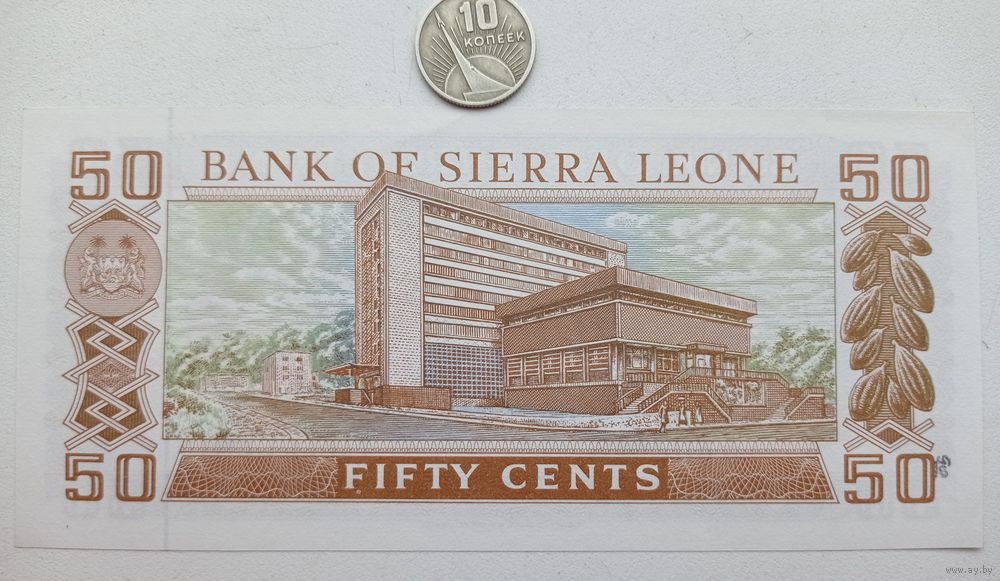 10
КОПЕЕК
50 BANK OF SIERRA LEONE 50
50 FIFTY CENTS 50
www.ay.by